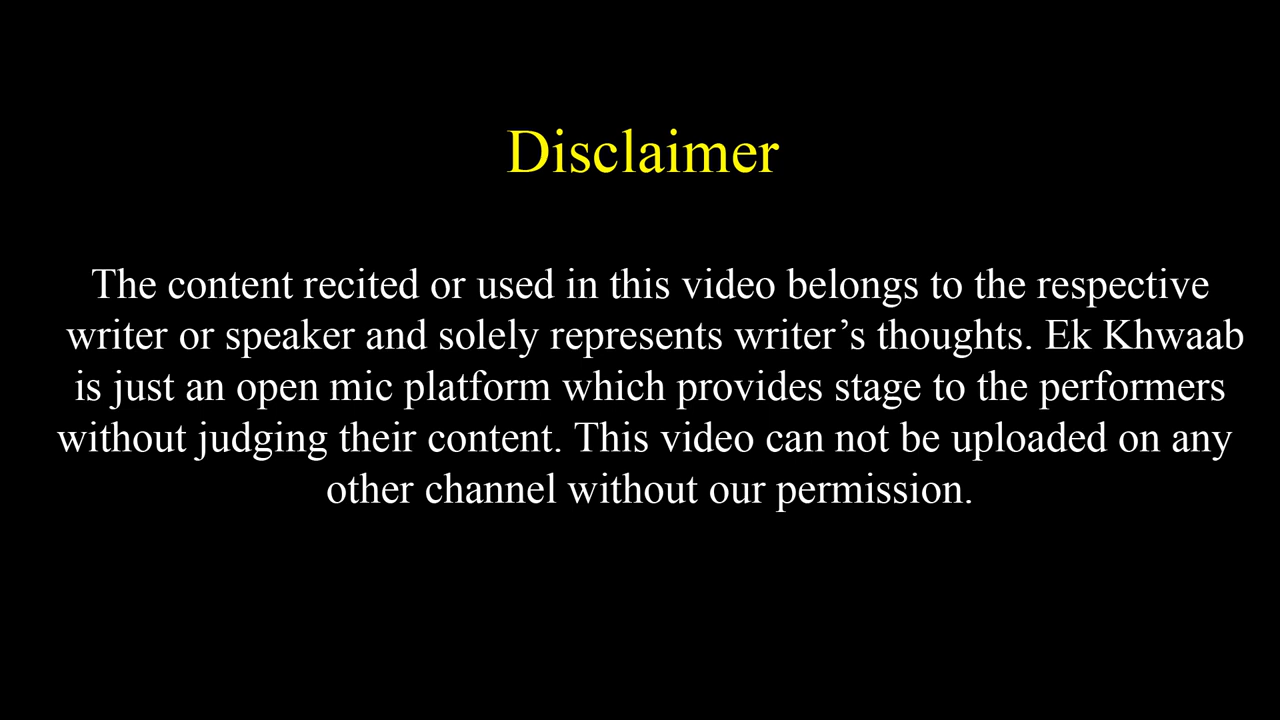 Disclaimer
The content recited or used in this video belongs to the respective
writer or speaker and solely represents writer’s thoughts. Ek Khwaab
is just an open mic platform which provides stage to the performers
without judging their content. This video can not be uploaded on any
other channel without our permission.